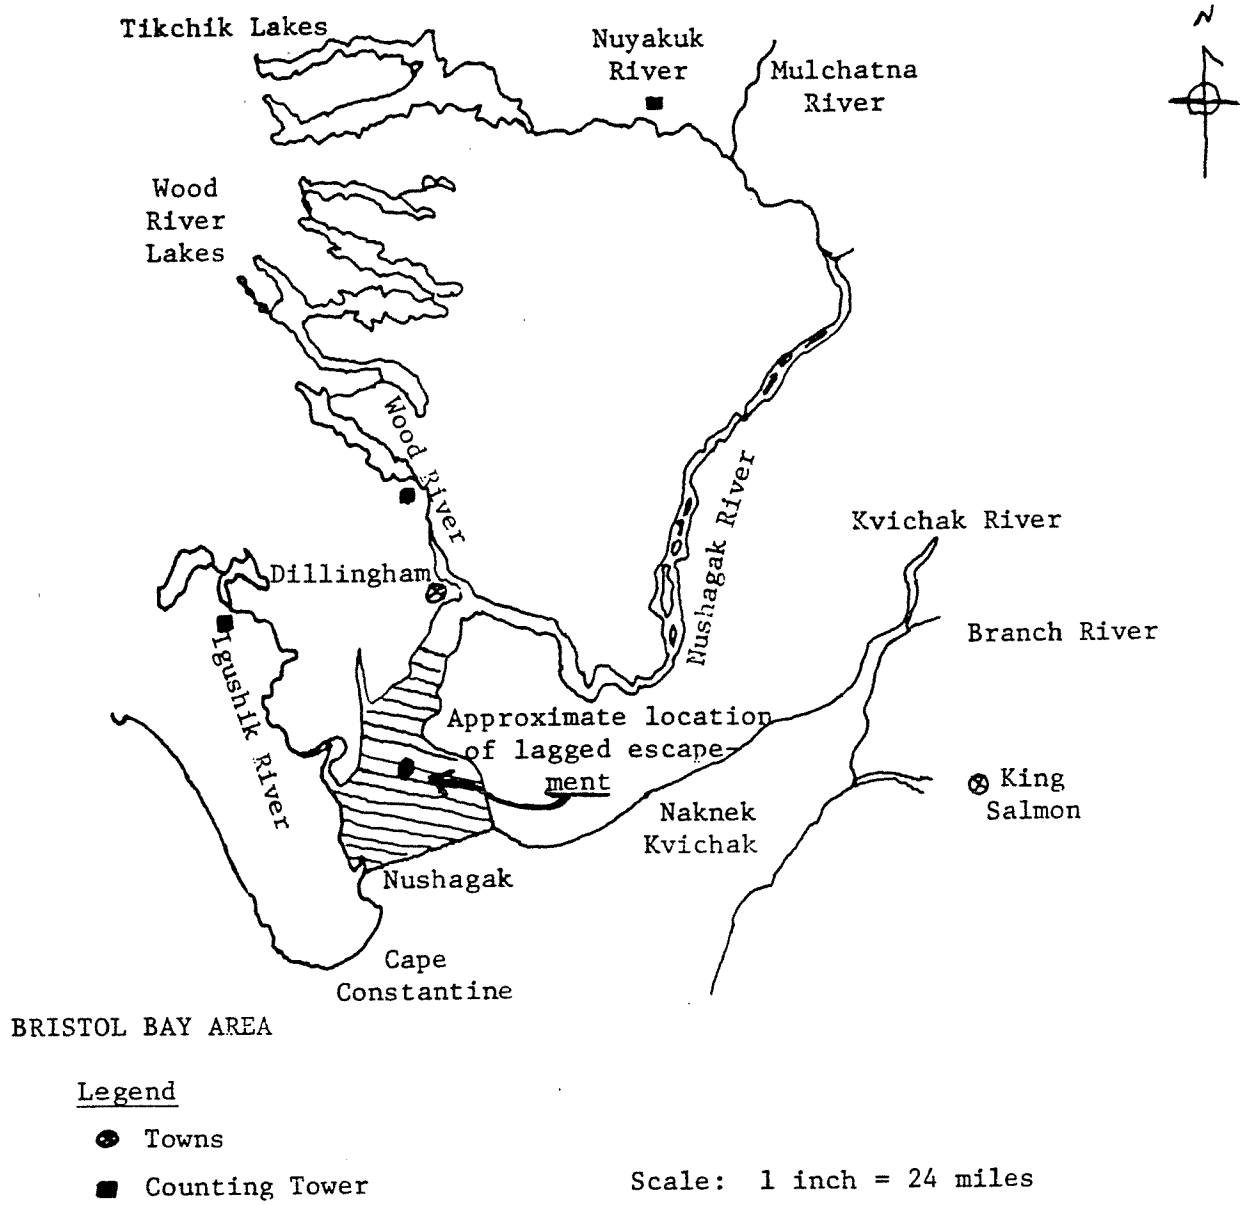 Tikchik Lakes
Nuyakuk
River
Mulchatna
River
N
Wood
River
Lakes
Wood River
Nushagak River
Kvichak River
Dillingham
Branch River
Igushik River
Approximate location
of lagged escape-
ment
King
Salmon
Naknek
Kvichak
Nushagak
Cape
Constantine
BRISTOL BAY AREA
Legend
Towns
Counting Tower
Scale: 1 inch = 24 miles